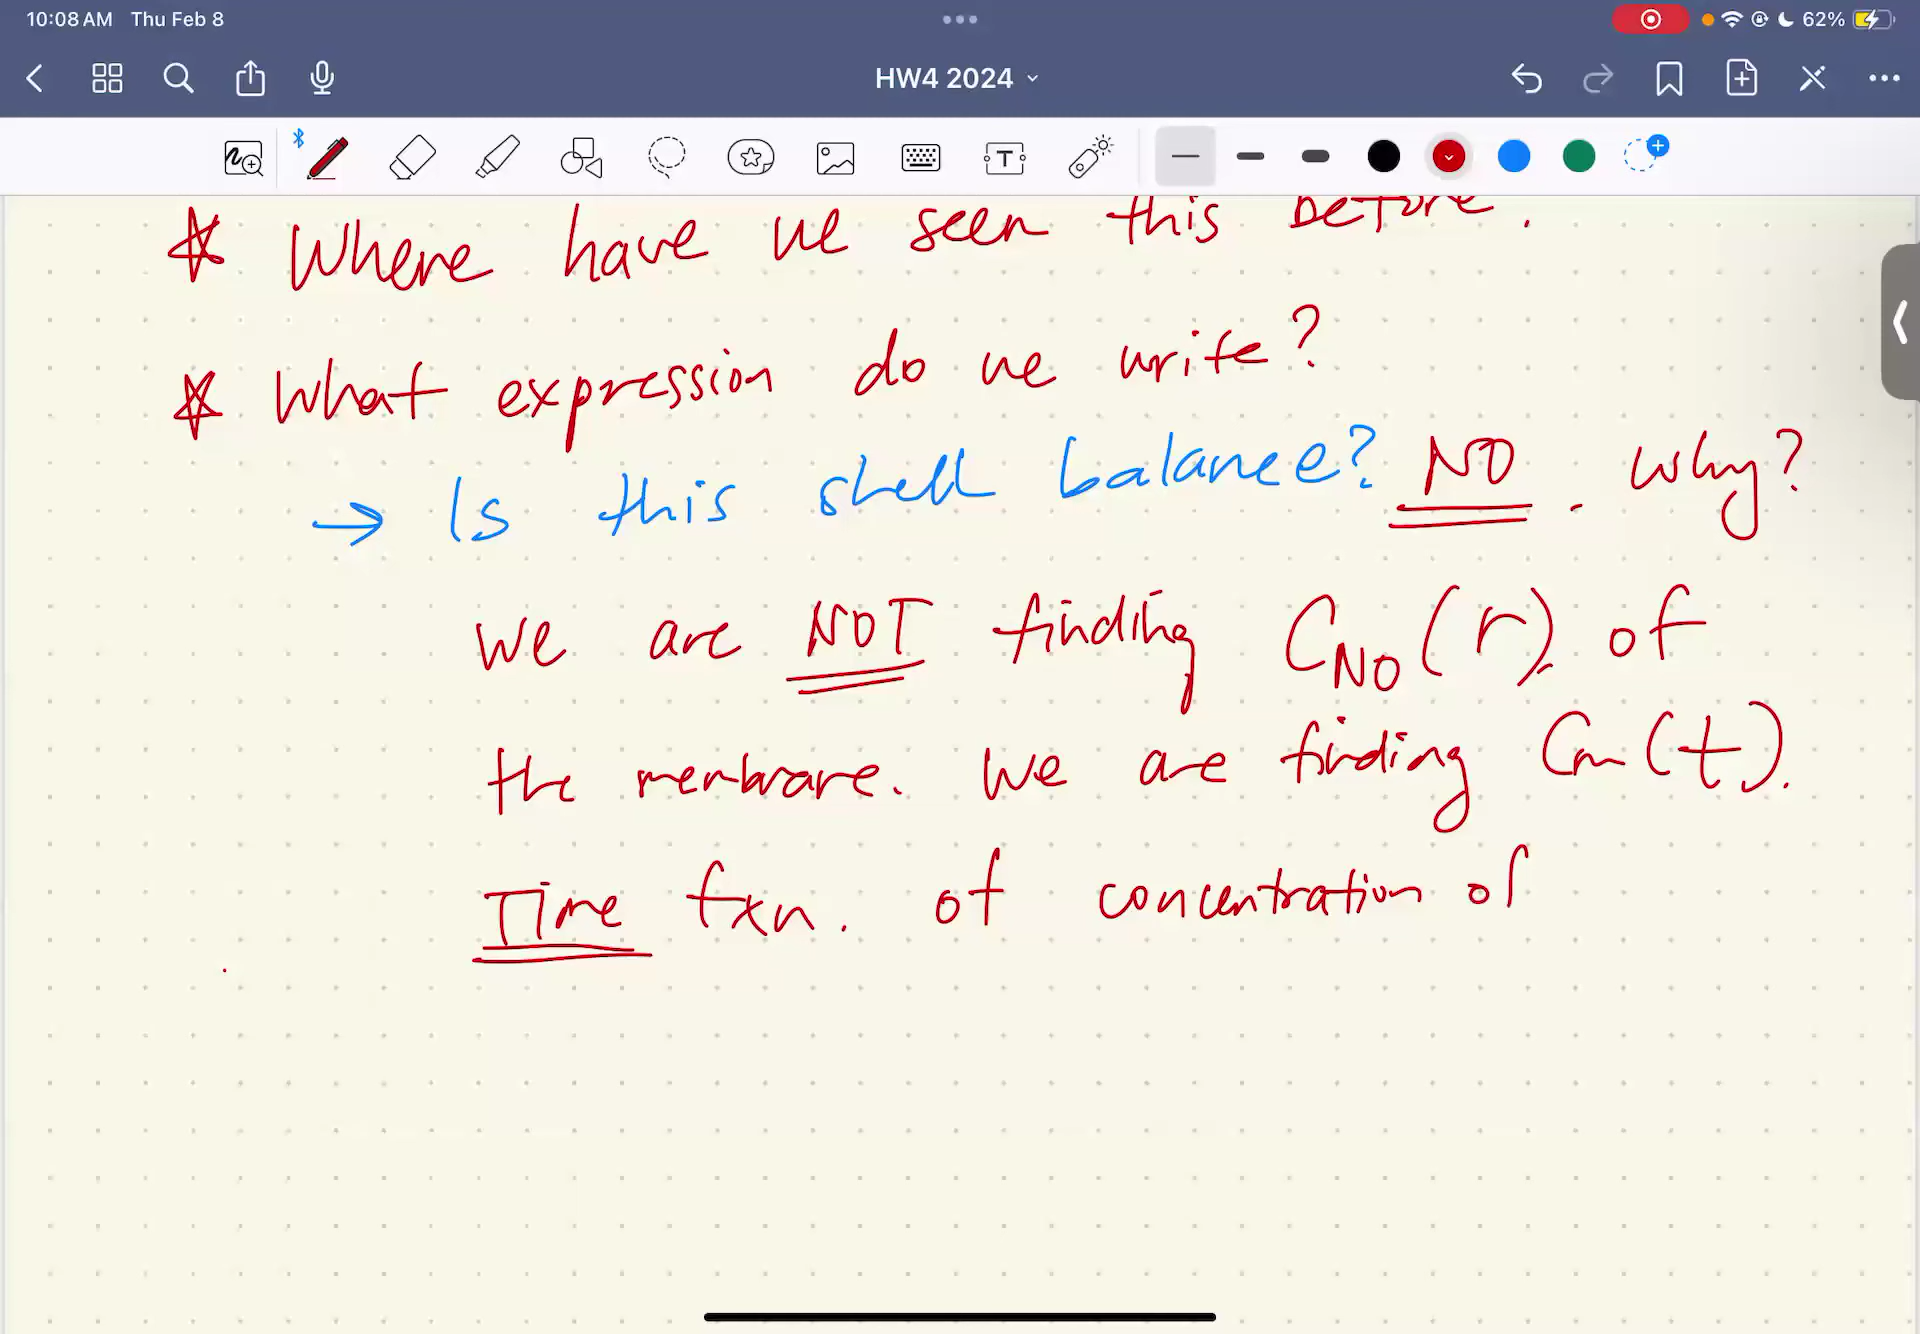 10:08 AM Thu Feb 8
62%
HW4 2024
T
* Where have we seen this before.
* What expression do we write?
→ Is this shell balance? NO. Why?
We are NOT finding C_NO(r) of
the membrane. We are finding Cm(t).
Time fxn. of concentration of